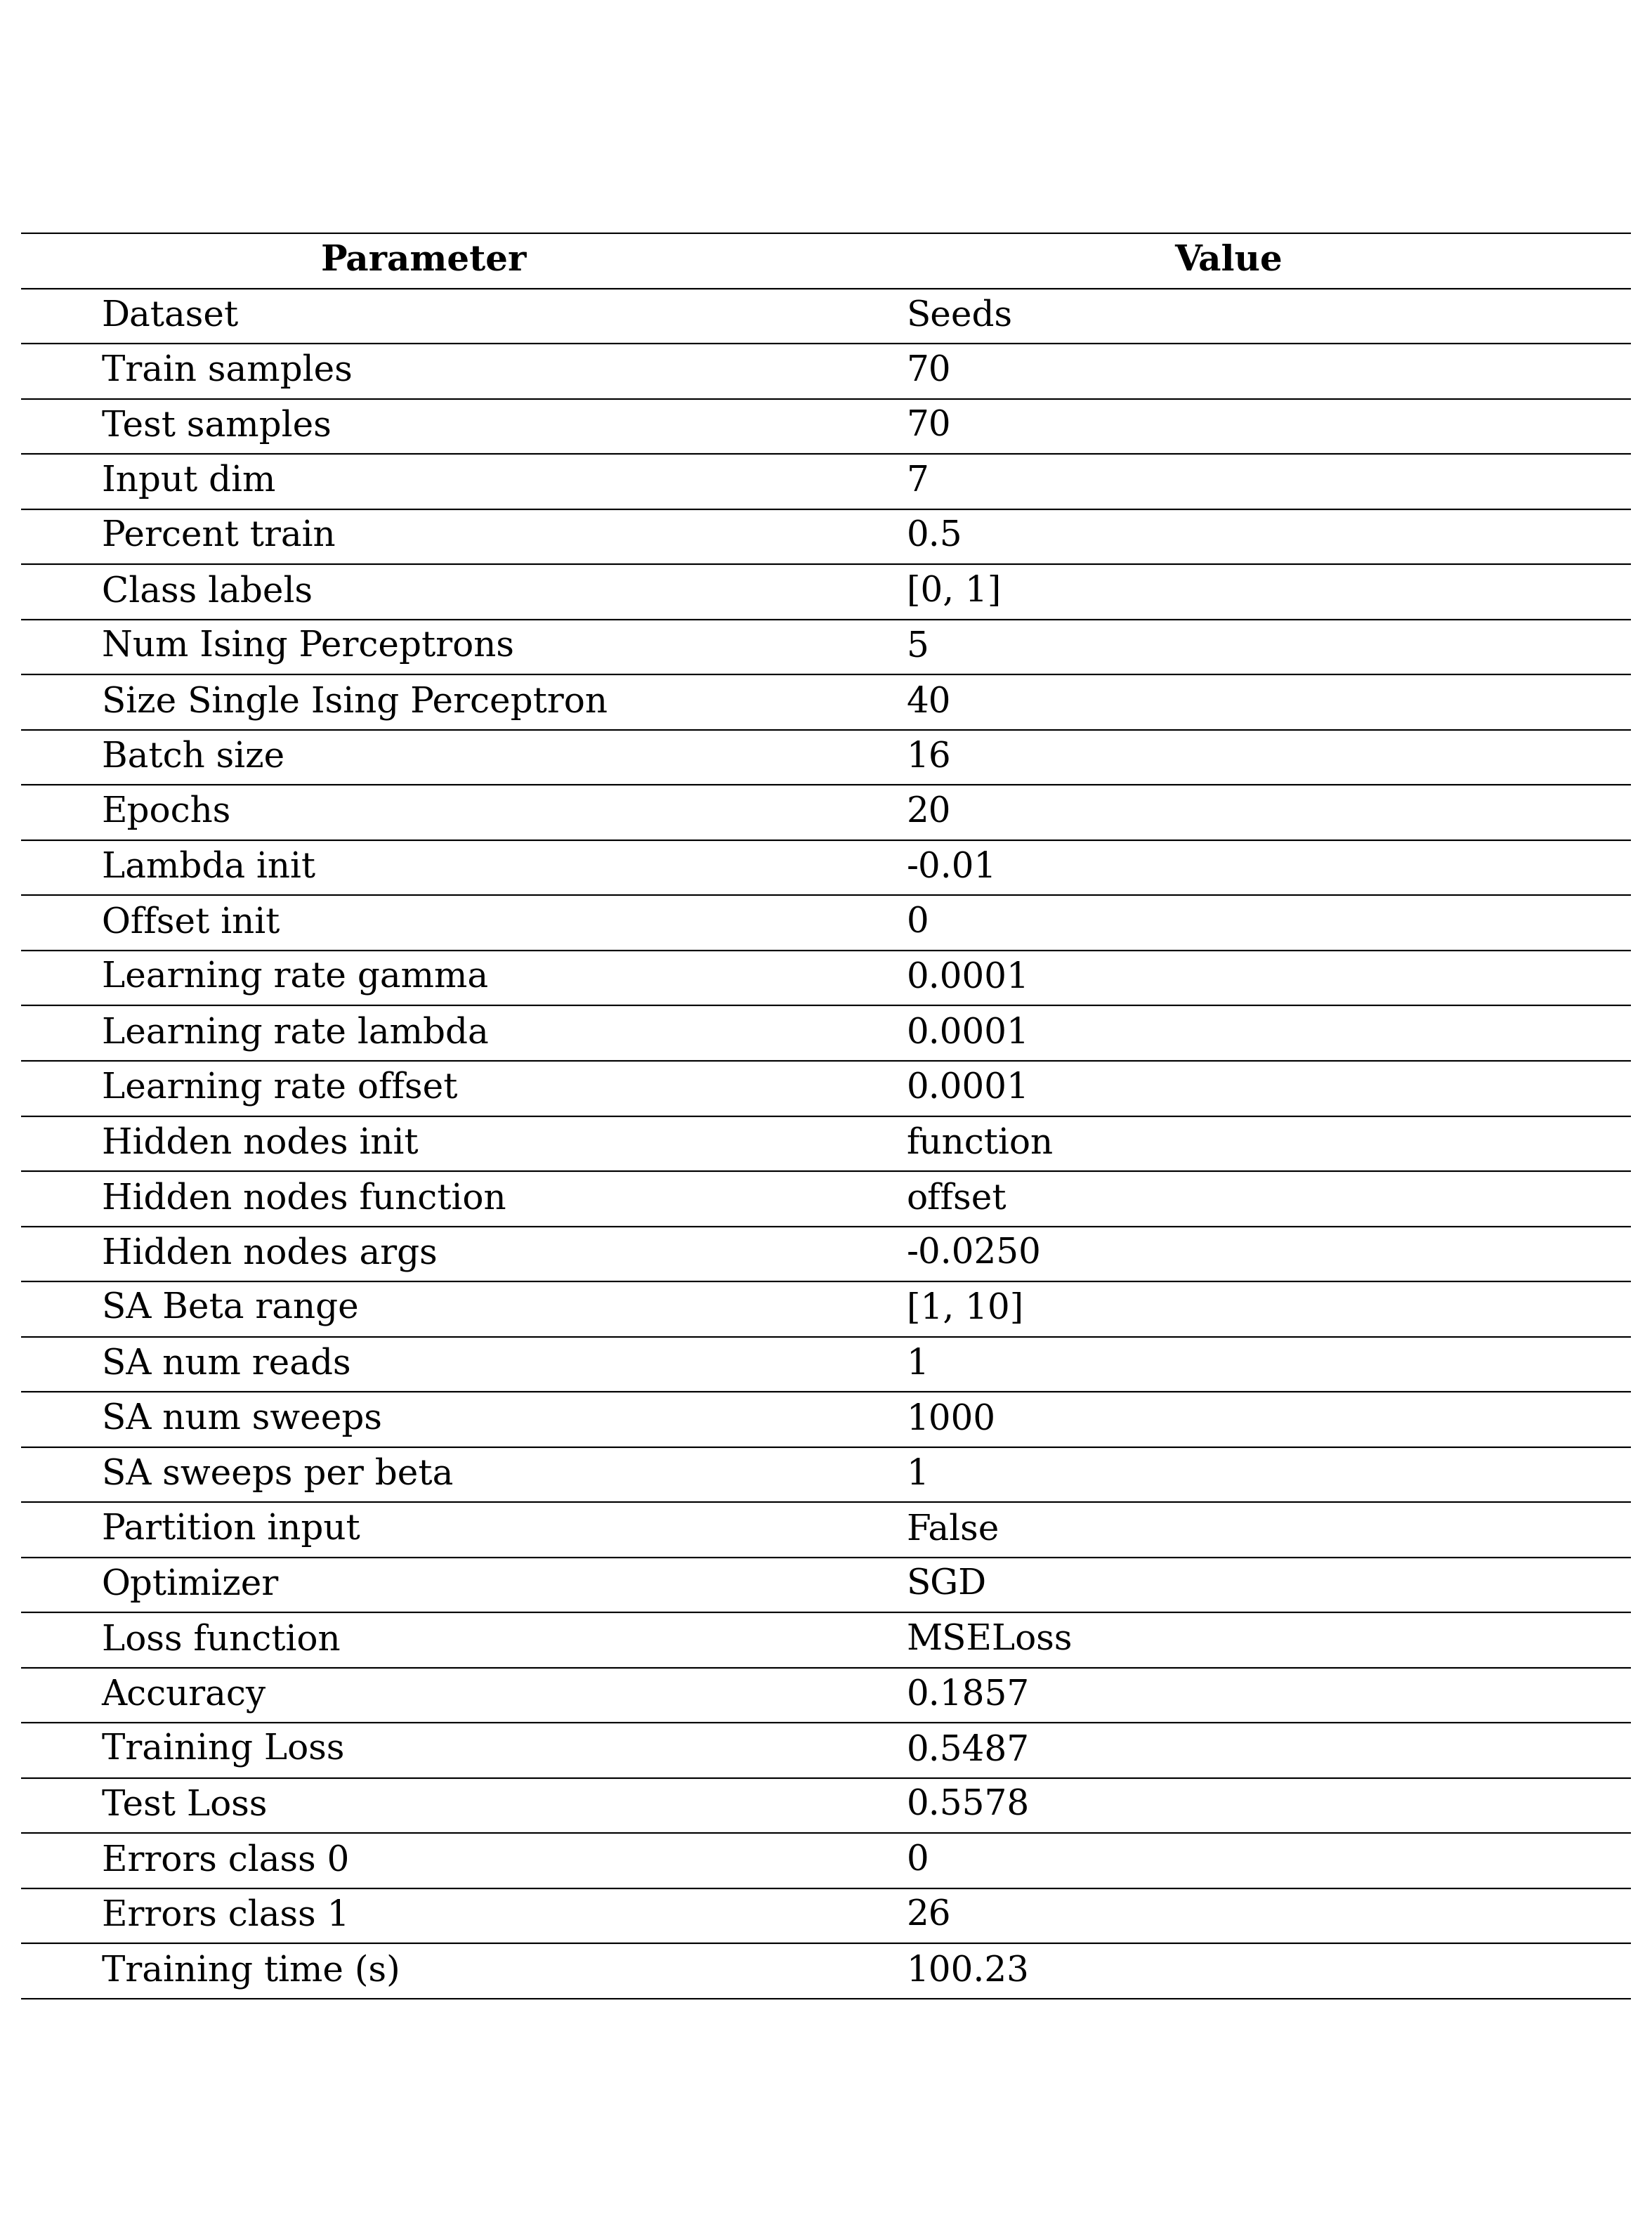 Parameter Value
Dataset Seeds
Train samples 70
Test samples 70
Input dim 7
Percent train 0.5
Class labels [0, 1]
Num Ising Perceptrons 5
Size Single Ising Perceptron 40
Batch size 16
Epochs 20
Lambda init -0.01
Offset init 0
Learning rate gamma 0.0001
Learning rate lambda 0.0001
Learning rate offset 0.0001
Hidden nodes init function
Hidden nodes function offset
Hidden nodes args -0.0250
SA Beta range [1, 10]
SA num reads 1
SA num sweeps 1000
SA sweeps per beta 1
Partition input False
Optimizer SGD
Loss function MSELoss
Accuracy 0.1857
Training Loss 0.5487
Test Loss 0.5578
Errors class 0 0
Errors class 1 26
Training time (s) 100.23